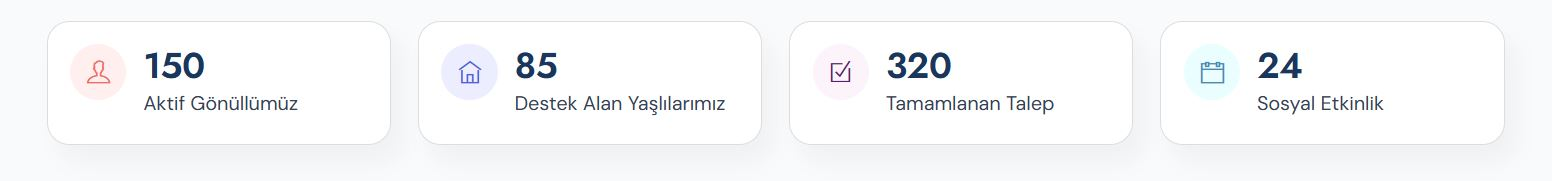 150
Aktif Gönüllümüz
85
Destek Alan Yaşlılarımız
320
Tamamlanan Talep
24
Sosyal Etkinlik